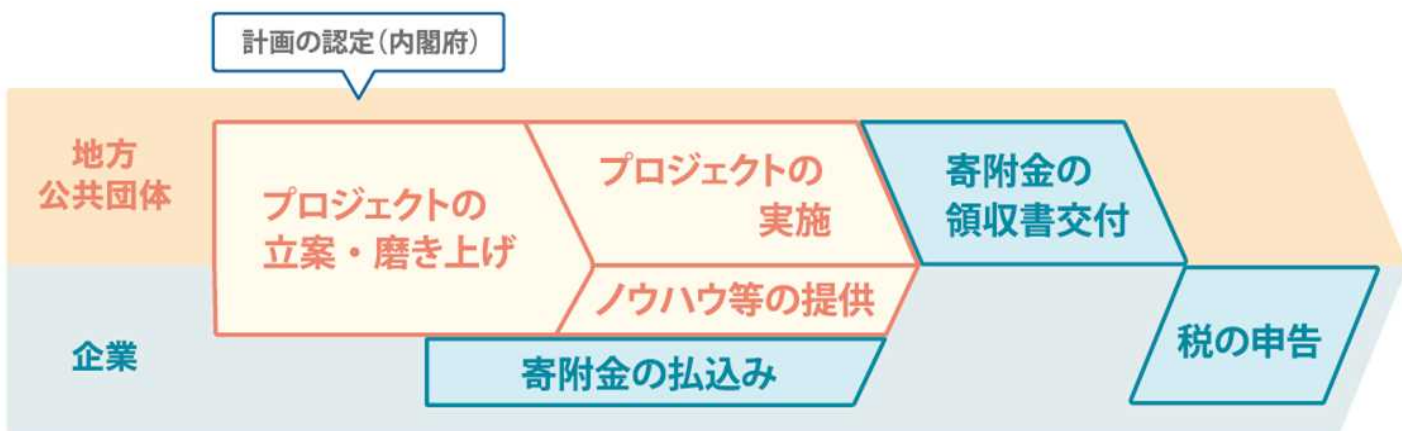 計画の認定（内閣府）
地方
公共団体
プロジェクトの
立案・磨き上げ
プロジェクトの
実施
寄附金の
領収書交付
ノウハウ等の提供
企業
寄附金の払込み
税の申告